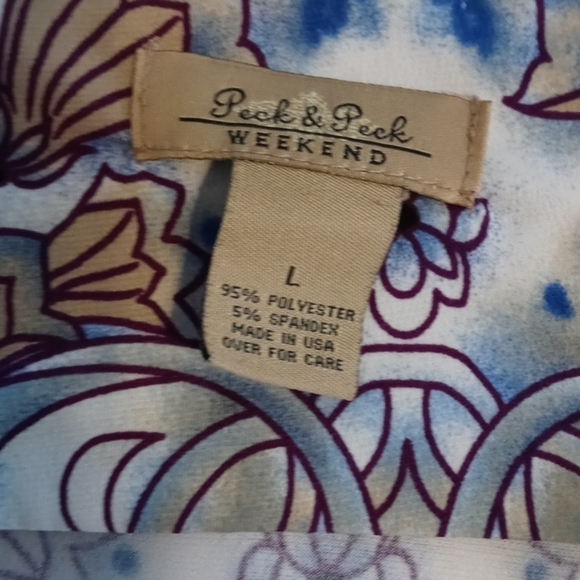 Peck & Peck
WEEKEND
L
95% POLYESTER
5% SPANDEX
MADE IN USA
OVER FOR CARE